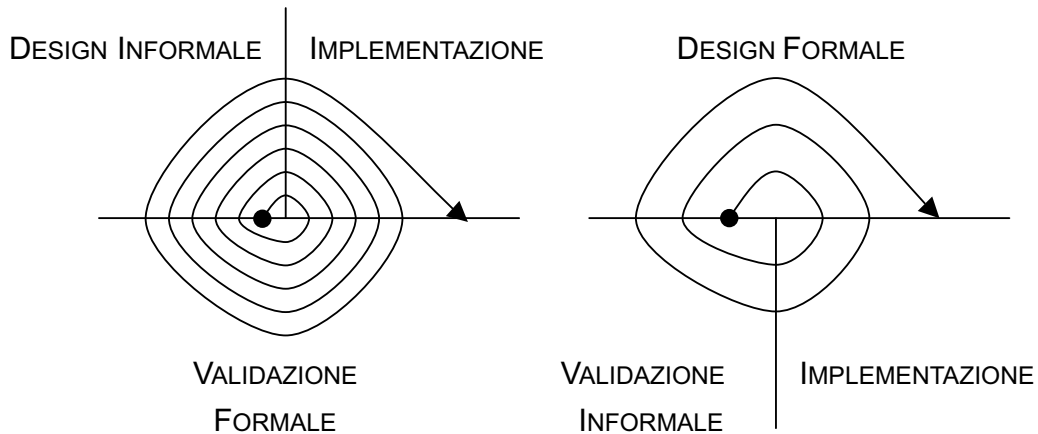 DESIGN INFORMALE
IMPLEMENTAZIONE
VALIDAZIONE
FORMALE
DESIGN FORMALE
VALIDAZIONE
INFORMALE
IMPLEMENTAZIONE